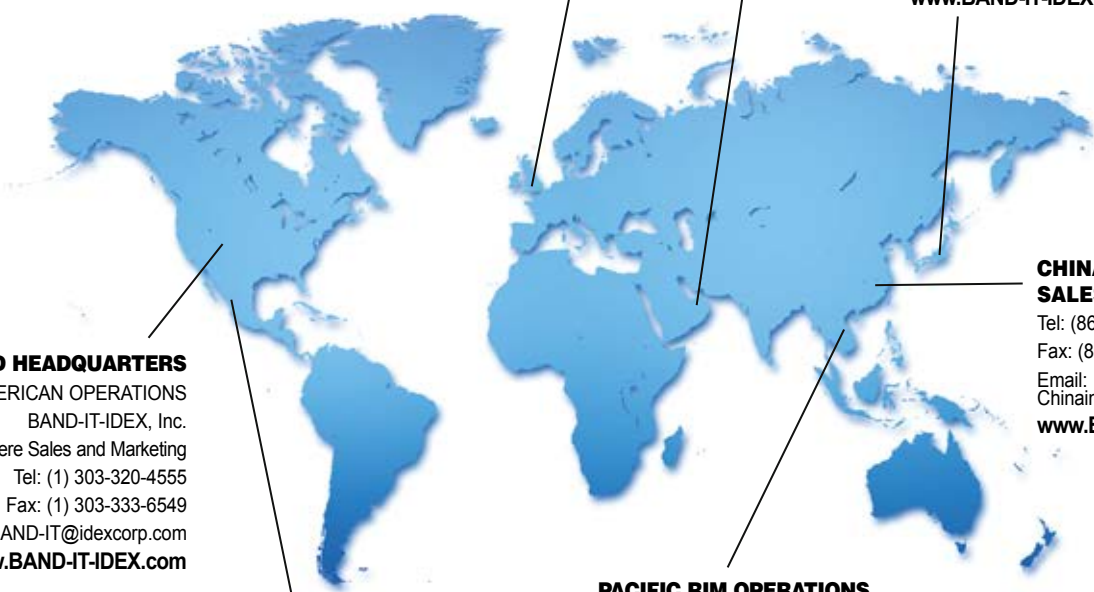 www.BAND-IT-IDEX
D HEADQUARTERS
ERICAN OPERATIONS
BAND-IT-IDEX, Inc.
ere Sales and Marketing
Tel: (1) 303-320-4555
Fax: (1) 303-333-6549
AND-IT@idexcorp.com
.BAND-IT-IDEX.com
CHINA
SALES
Tel: (86
Fax: (8
Email:
Chinain
www.B
PACIFIC RIM OPERATIONS